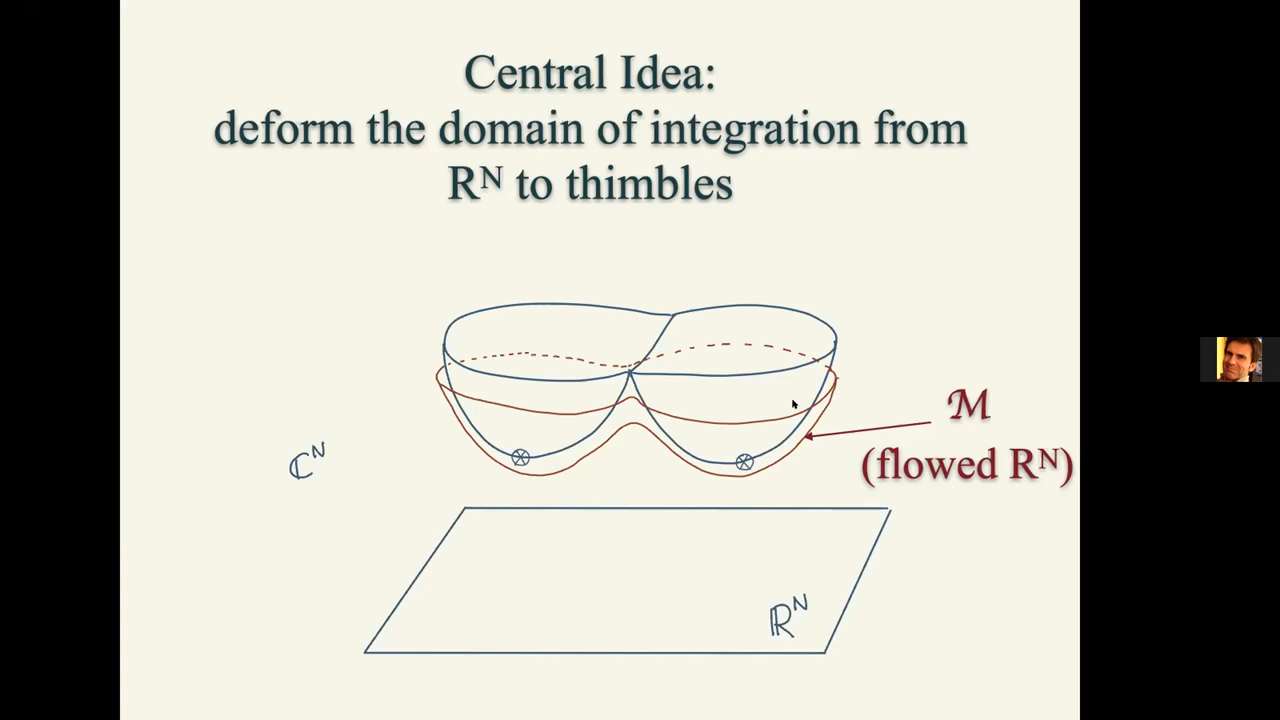 Central Idea:
deform the domain of integration from
Rᴺ to thimbles
ℳ
(flowed Rᴺ)
ℂᴺ
ℝᴺ